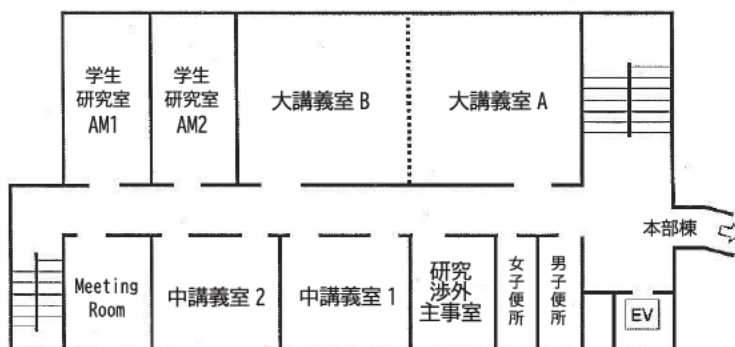 学生
研究室
AM1
学生
研究室
AM2
大講義室 B
大講義室 A
本部棟
Meeting
Room
中講義室 2
中講義室 1
研究
渉外
主事室
女子便所
男子便所
EV